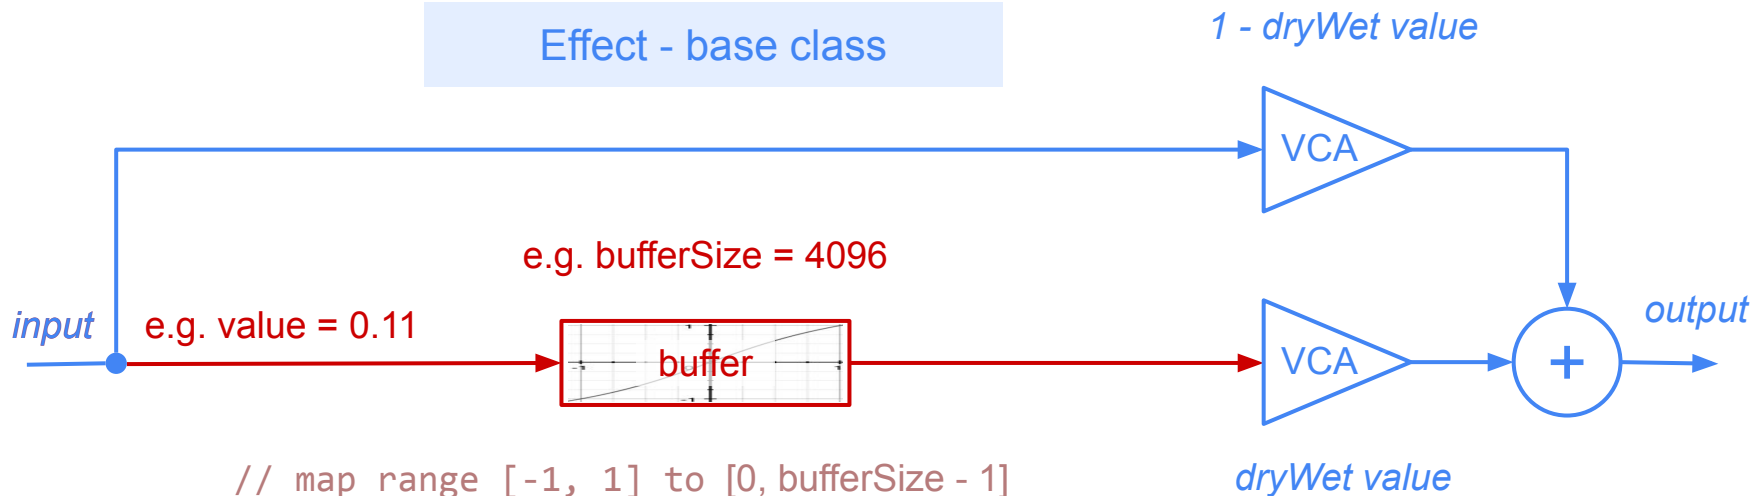 Effect - base class
1 - dryWet value
VCA
e.g. bufferSize = 4096
input
e.g. value = 0.11
buffer
VCA
+
output
// map range [-1, 1] to [0, bufferSize - 1]
dryWet value